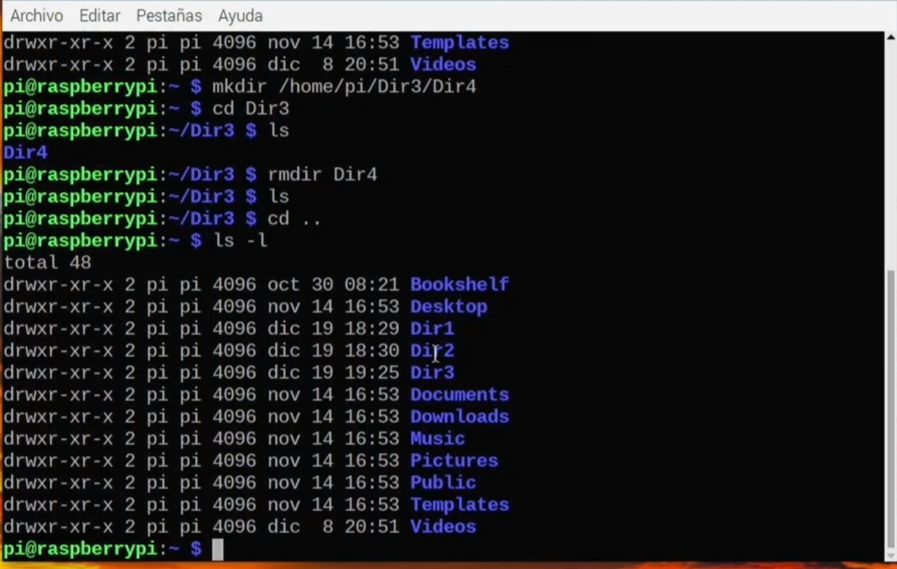 Archivo Editar Pestañas Ayuda
drwxr-xr-x 2 pi pi 4096 nov 14 16:53 Templates
drwxr-xr-x 2 pi pi 4096 dic  8 20:51 Videos
pi@raspberrypi:~ $ mkdir /home/pi/Dir3/Dir4
pi@raspberrypi:~ $ cd Dir3
pi@raspberrypi:~/Dir3 $ ls
Dir4
pi@raspberrypi:~/Dir3 $ rmdir Dir4
pi@raspberrypi:~/Dir3 $ ls
pi@raspberrypi:~/Dir3 $ cd ..
pi@raspberrypi:~ $ ls -l
total 48
drwxr-xr-x 2 pi pi 4096 oct 30 08:21 Bookshelf
drwxr-xr-x 2 pi pi 4096 nov 14 16:53 Desktop
drwxr-xr-x 2 pi pi 4096 dic 19 18:29 Dir1
drwxr-xr-x 2 pi pi 4096 dic 19 18:30 Dir2
drwxr-xr-x 2 pi pi 4096 dic 19 19:25 Dir3
drwxr-xr-x 2 pi pi 4096 nov 14 16:53 Documents
drwxr-xr-x 2 pi pi 4096 nov 14 16:53 Downloads
drwxr-xr-x 2 pi pi 4096 nov 14 16:53 Music
drwxr-xr-x 2 pi pi 4096 nov 14 16:53 Pictures
drwxr-xr-x 2 pi pi 4096 nov 14 16:53 Public
drwxr-xr-x 2 pi pi 4096 nov 14 16:53 Templates
drwxr-xr-x 2 pi pi 4096 dic  8 20:51 Videos
pi@raspberrypi:~ $